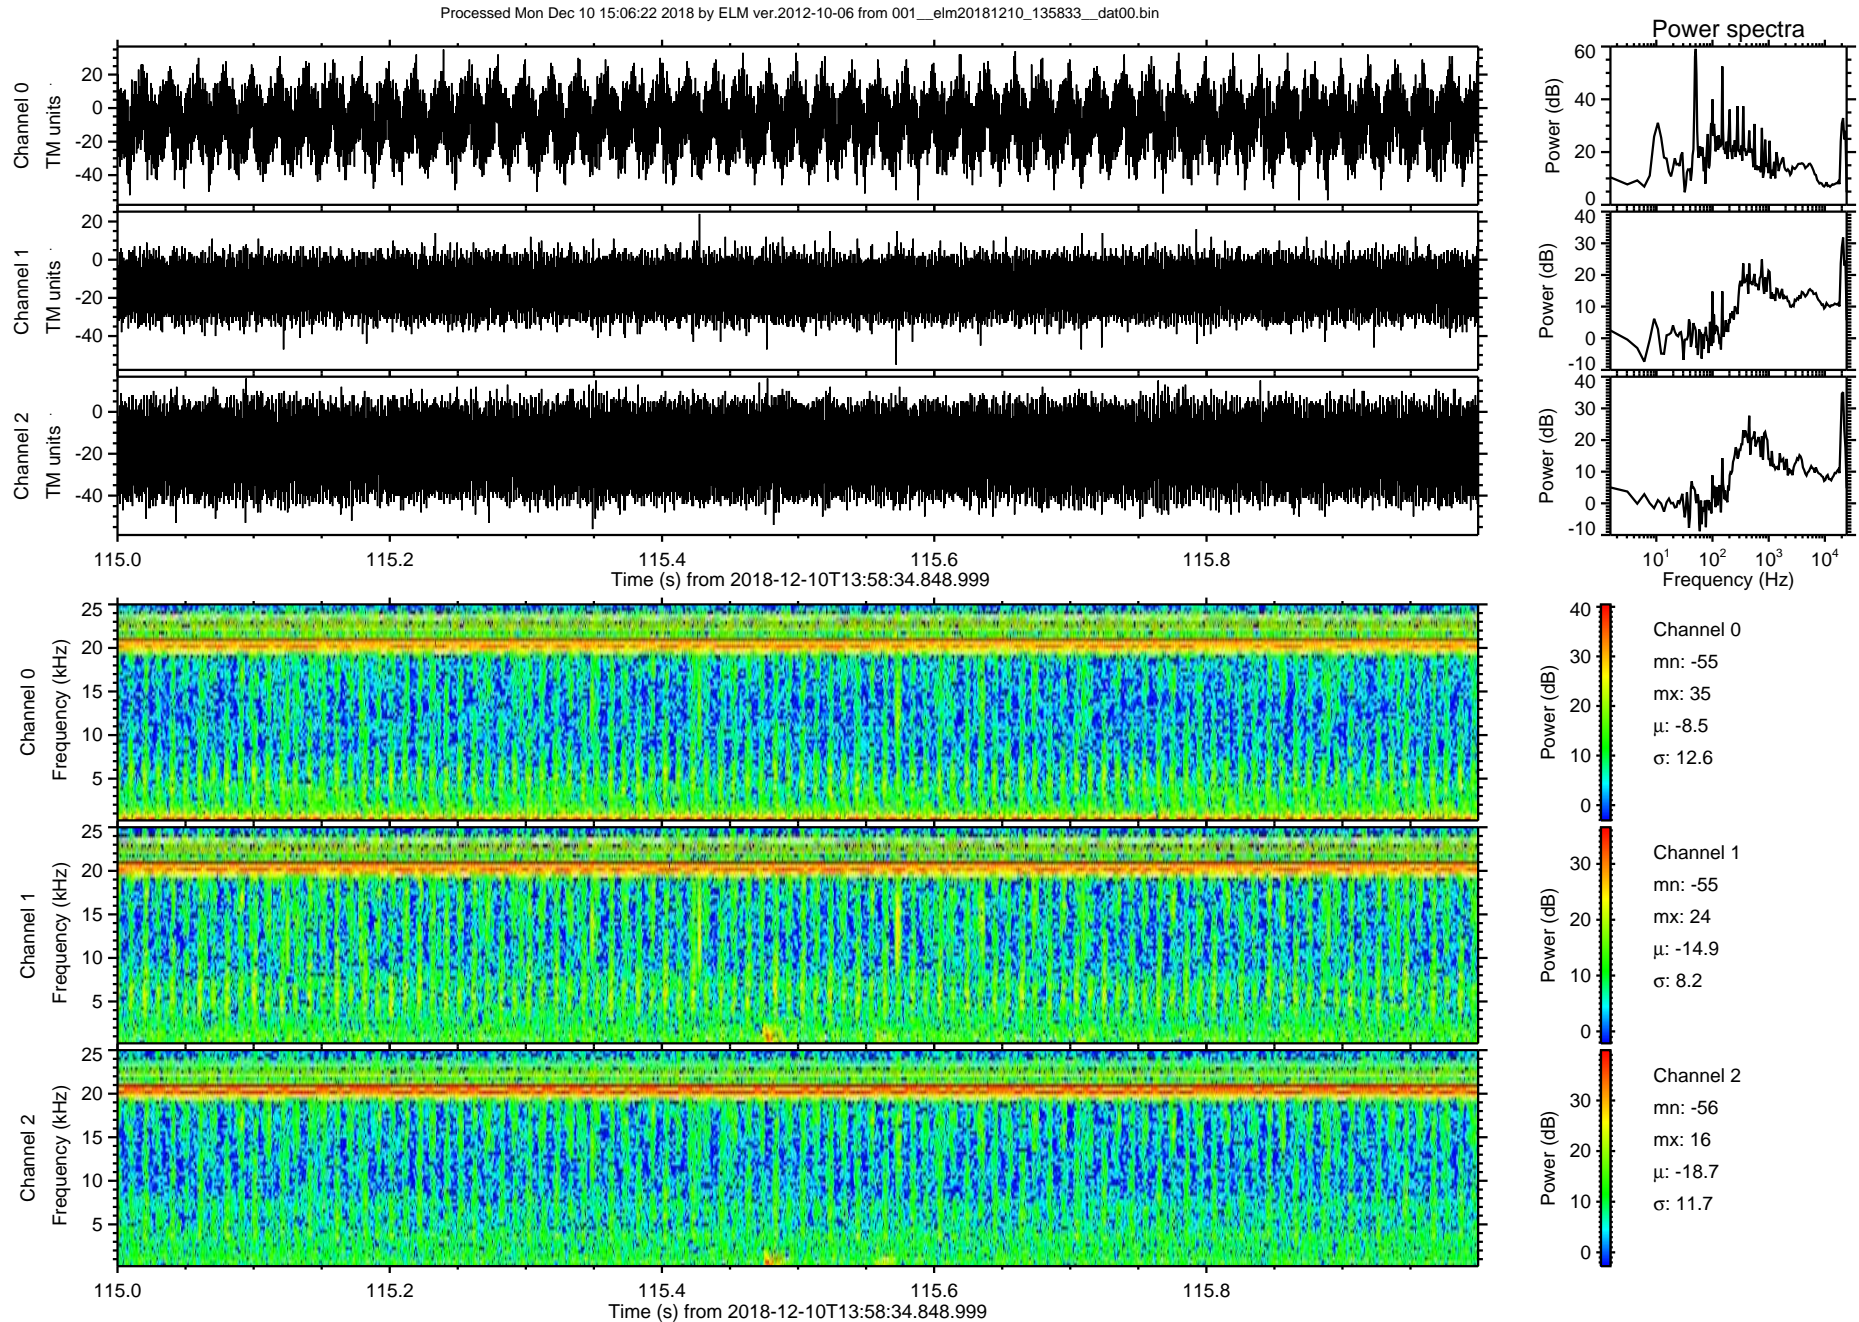 Processed Mon Dec 10 15:06:22 2018 by ELM ver.2012-10-06 from 001__elm20181210_135833__dat00.bin
Power spectra
Channel 0
TM units
20
0
-20
-40
Power (dB)
60
40
20
0
Channel 1
TM units
20
0
-20
-40
Power (dB)
40
30
20
10
0
-10
Channel 2
TM units
0
-20
-40
Power (dB)
40
30
20
10
0
-10
115.0 115.2 115.4 115.6 115.8
Time (s) from 2018-12-10T13:58:34.848.999
10^1 10^2 10^3 10^4
Frequency (Hz)
Channel 0
Frequency (kHz)
25
20
15
10
5
Power (dB)
40
30
20
10
0
Channel 0
mn: -55
mx: 35
μ: -8.5
σ: 12.6
Channel 1
Frequency (kHz)
25
20
15
10
5
Power (dB)
30
20
10
0
Channel 1
mn: -55
mx: 24
μ: -14.9
σ: 8.2
Channel 2
Frequency (kHz)
25
20
15
10
5
Power (dB)
30
20
10
0
Channel 2
mn: -56
mx: 16
μ: -18.7
σ: 11.7
115.0 115.2 115.4 115.6 115.8
Time (s) from 2018-12-10T13:58:34.848.999